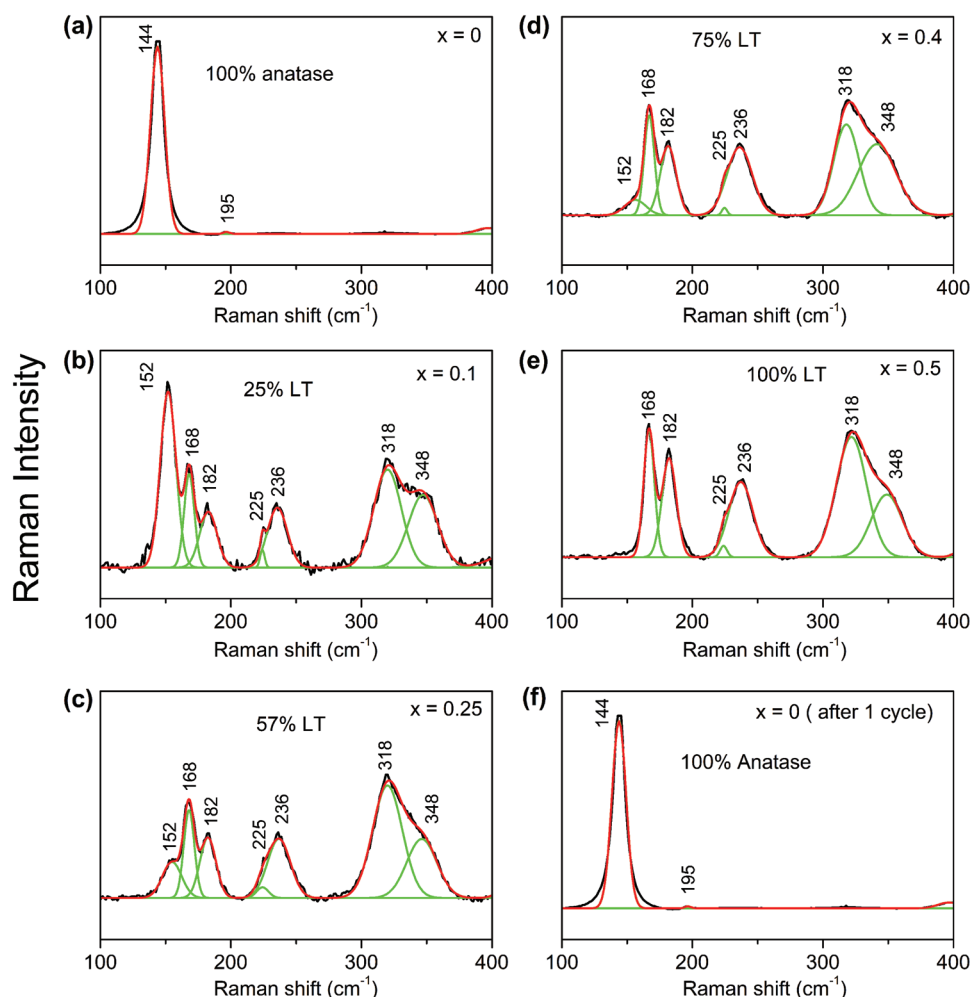 Raman Intensity
(a)
x = 0
100% anatase
144
195
100 200 300 400
Raman shift (cm⁻¹)
(b)
x = 0.1
25% LT
152
168
182
225
236
318
348
100 200 300 400
Raman shift (cm⁻¹)
(c)
x = 0.25
57% LT
152
168
182
225
236
318
348
100 200 300 400
Raman shift (cm⁻¹)
(d)
x = 0.4
75% LT
152
168
182
225
236
318
348
100 200 300 400
Raman shift (cm⁻¹)
(e)
x = 0.5
100% LT
168
182
225
236
318
348
100 200 300 400
Raman shift (cm⁻¹)
(f)
x = 0 ( after 1 cycle)
100% Anatase
144
195
100 200 300 400
Raman shift (cm⁻¹)